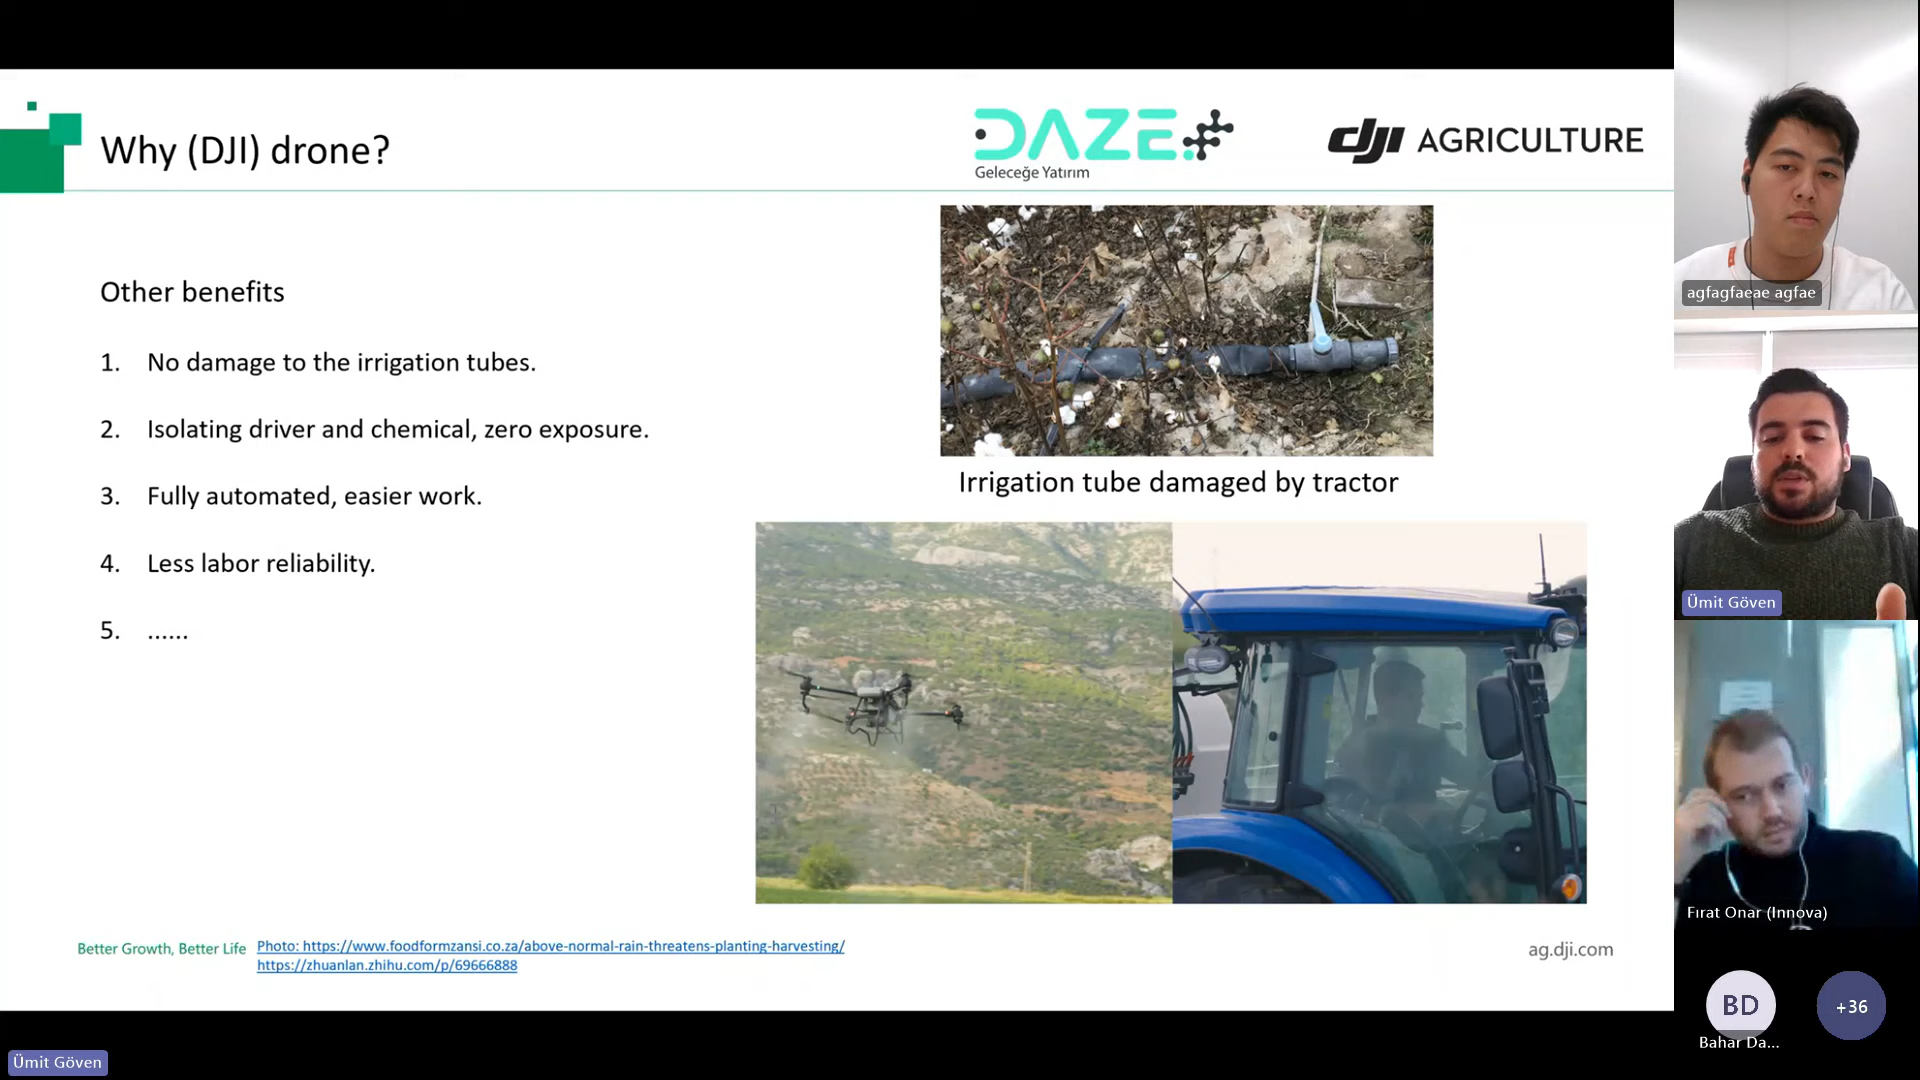 Why (DJI) drone?
DAZE
Geleceğe Yatırım
dji AGRICULTURE
Other benefits
1. No damage to the irrigation tubes.
2. Isolating driver and chemical, zero exposure.
3. Fully automated, easier work.
4. Less labor reliability.
5. ......
Irrigation tube damaged by tractor
Better Growth, Better Life
Photo: https://www.foodformzansi.co.za/above-normal-rain-threatens-planting-harvesting/
https://zhuanlan.zhihu.com/p/69666888
ag.dji.com
agfagfaeae agfae
Ümit Göven
Fırat Onar (Innova)
BD
Bahar Da...
+36
Ümit Göven